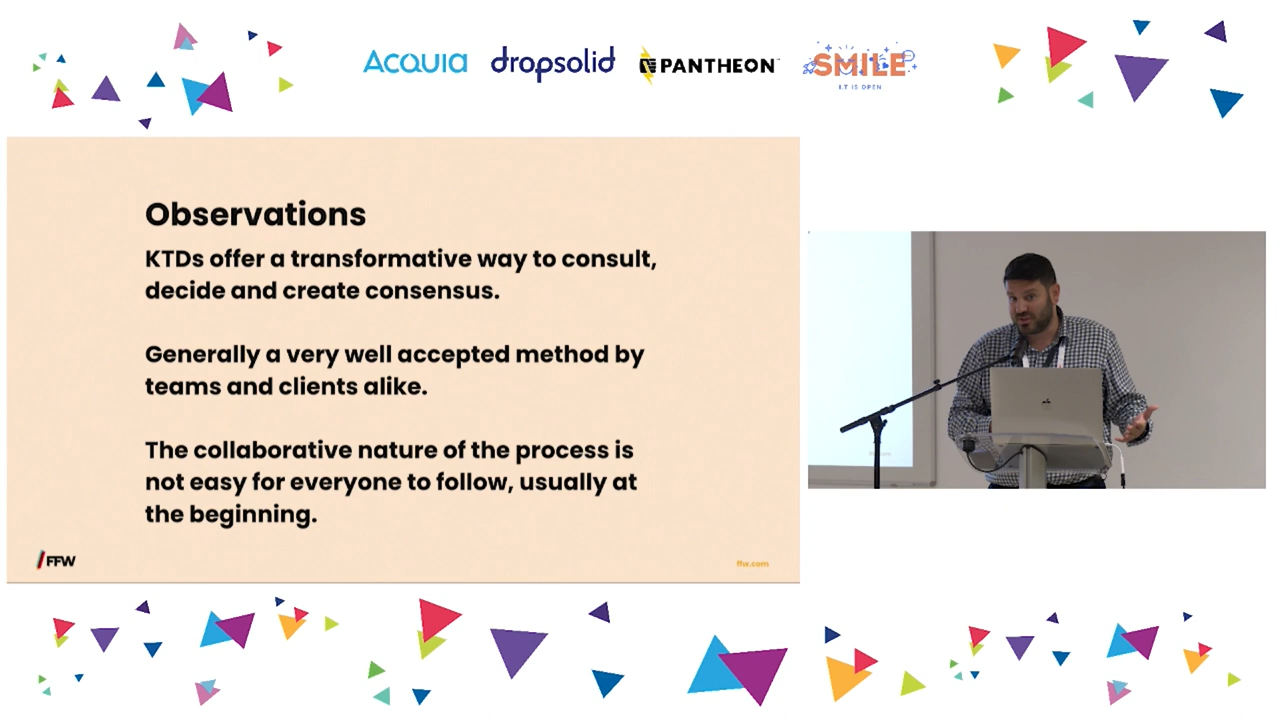 Acquia
dropsolid
PANTHEON
SMILE
I.T IS OPEN
Observations
KTDs offer a transformative way to consult,
decide and create consensus.
Generally a very well accepted method by
teams and clients alike.
The collaborative nature of the process is
not easy for everyone to follow, usually at
the beginning.
FFW
ffw.com